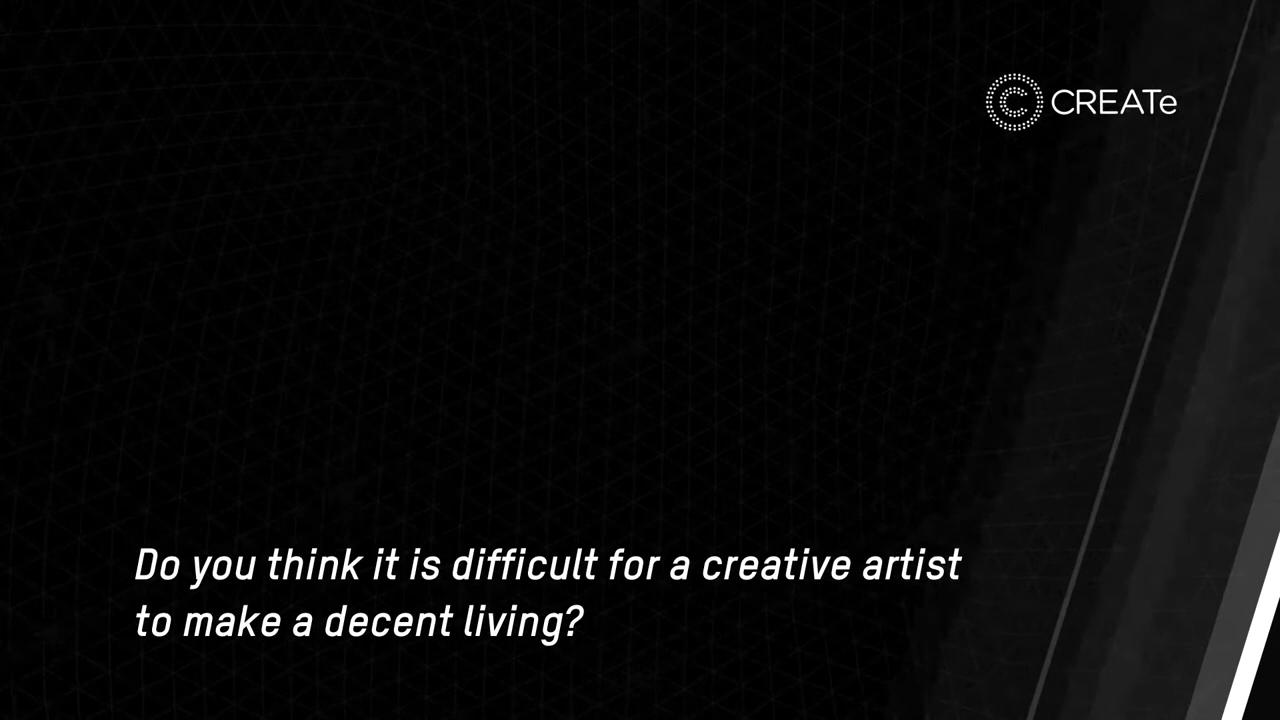 CREATe
Do you think it is difficult for a creative artist
to make a decent living?